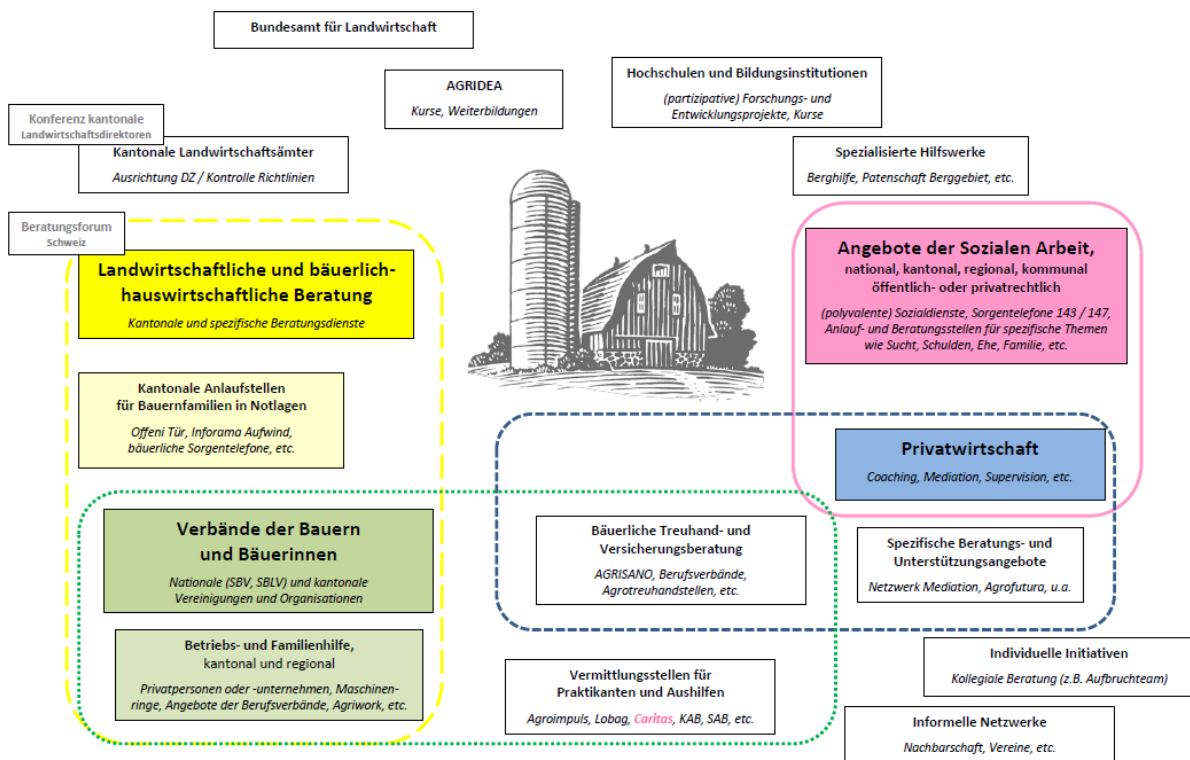 Bundesamt für Landwirtschaft
AGRIDEA
Kurse, Weiterbildungen
Hochschulen und Bildungsinstitutionen
(partizipative) Forschungs- und
Entwicklungsprojekte, Kurse
Konferenz kantonale
Landwirtschaftsdirektoren
Kantonale Landwirtschaftsämter
Ausrichtung DZ / Kontrolle Richtlinien
Spezialisierte Hilfswerke
Berghilfe, Patenschaft Berggebiet, etc.
Beratungsforum
Schweiz
Landwirtschaftliche und bäuerlich-
hauswirtschaftliche Beratung
Kantonale und spezifische Beratungsdienste
Angebote der Sozialen Arbeit,
national, kantonal, regional, kommunal
öffentlich- oder privatrechtlich
(polyvalente) Sozialdienste, Sorgentelefone 143 / 147,
Anlauf- und Beratungsstellen für spezifische Themen
wie Sucht, Schulden, Ehe, Familie, etc.
Kantonale Anlaufstellen
für Bauernfamilien in Notlagen
Offeni Tür, Inforama Aufwind,
bäuerliche Sorgentelefone, etc.
Privatwirtschaft
Coaching, Mediation, Supervision, etc.
Verbände der Bauern
und Bäuerinnen
Nationale (SBV, SBLV) und kantonale
Vereinigungen und Organisationen
Bäuerliche Treuhand- und
Versicherungsberatung
AGRISANO, Berufsverbände,
Agrotreuhandstellen, etc.
Spezifische Beratungs- und
Unterstützungsangebote
Netzwerk Mediation, Agrofutura, u.a.
Betriebs- und Familienhilfe,
kantonal und regional
Privatpersonen oder -unternehmen, Maschinen-
ringe, Angebote der Berufsverbände, Agriwork, etc.
Vermittlungsstellen für
Praktikanten und Aushilfen
Agroimpuls, Lobag, Caritas, KAB, SAB, etc.
Individuelle Initiativen
Kollegiale Beratung (z.B. Aufbruchteam)
Informelle Netzwerke
Nachbarschaft, Vereine, etc.